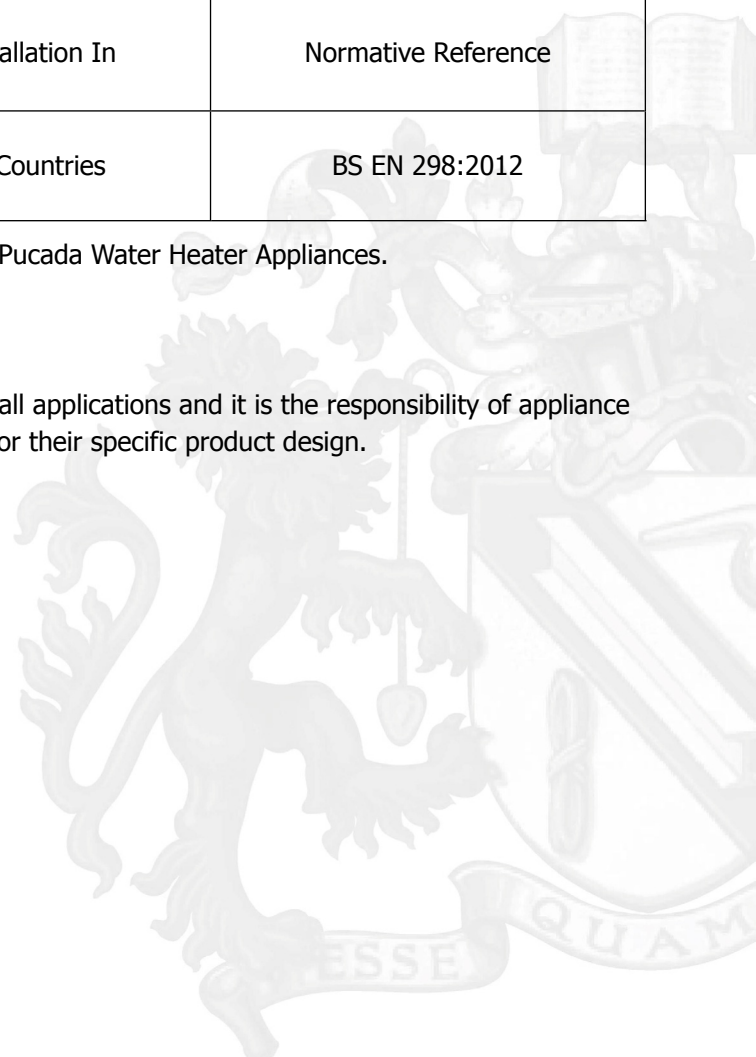 allation In Normative Reference
Countries BS EN 298:2012
Pucada Water Heater Appliances.
all applications and it is the responsibility of appliance
or their specific product design.
ESSE QUAM